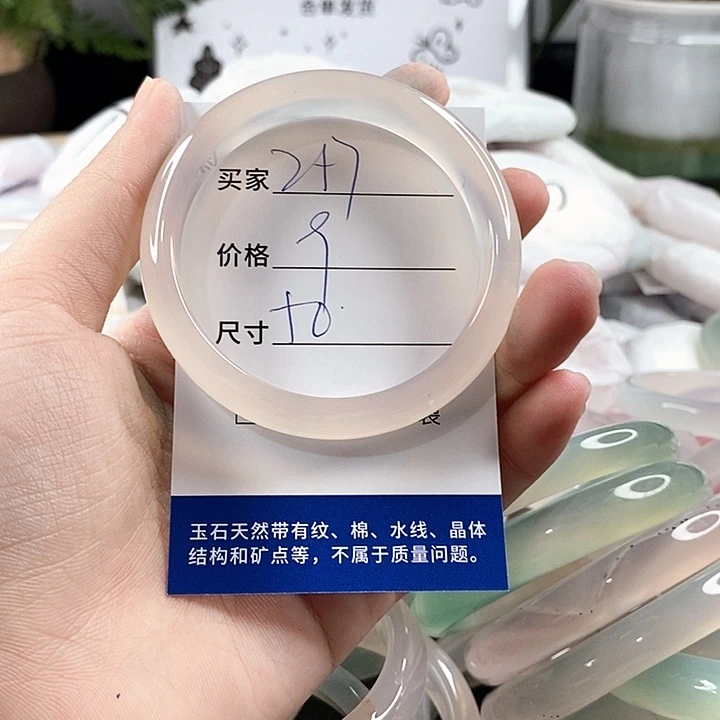 买家 247
价格 9
尺寸 50
玉石天然带有纹、棉、水线、晶体
结构和矿点等，不属于质量问题。